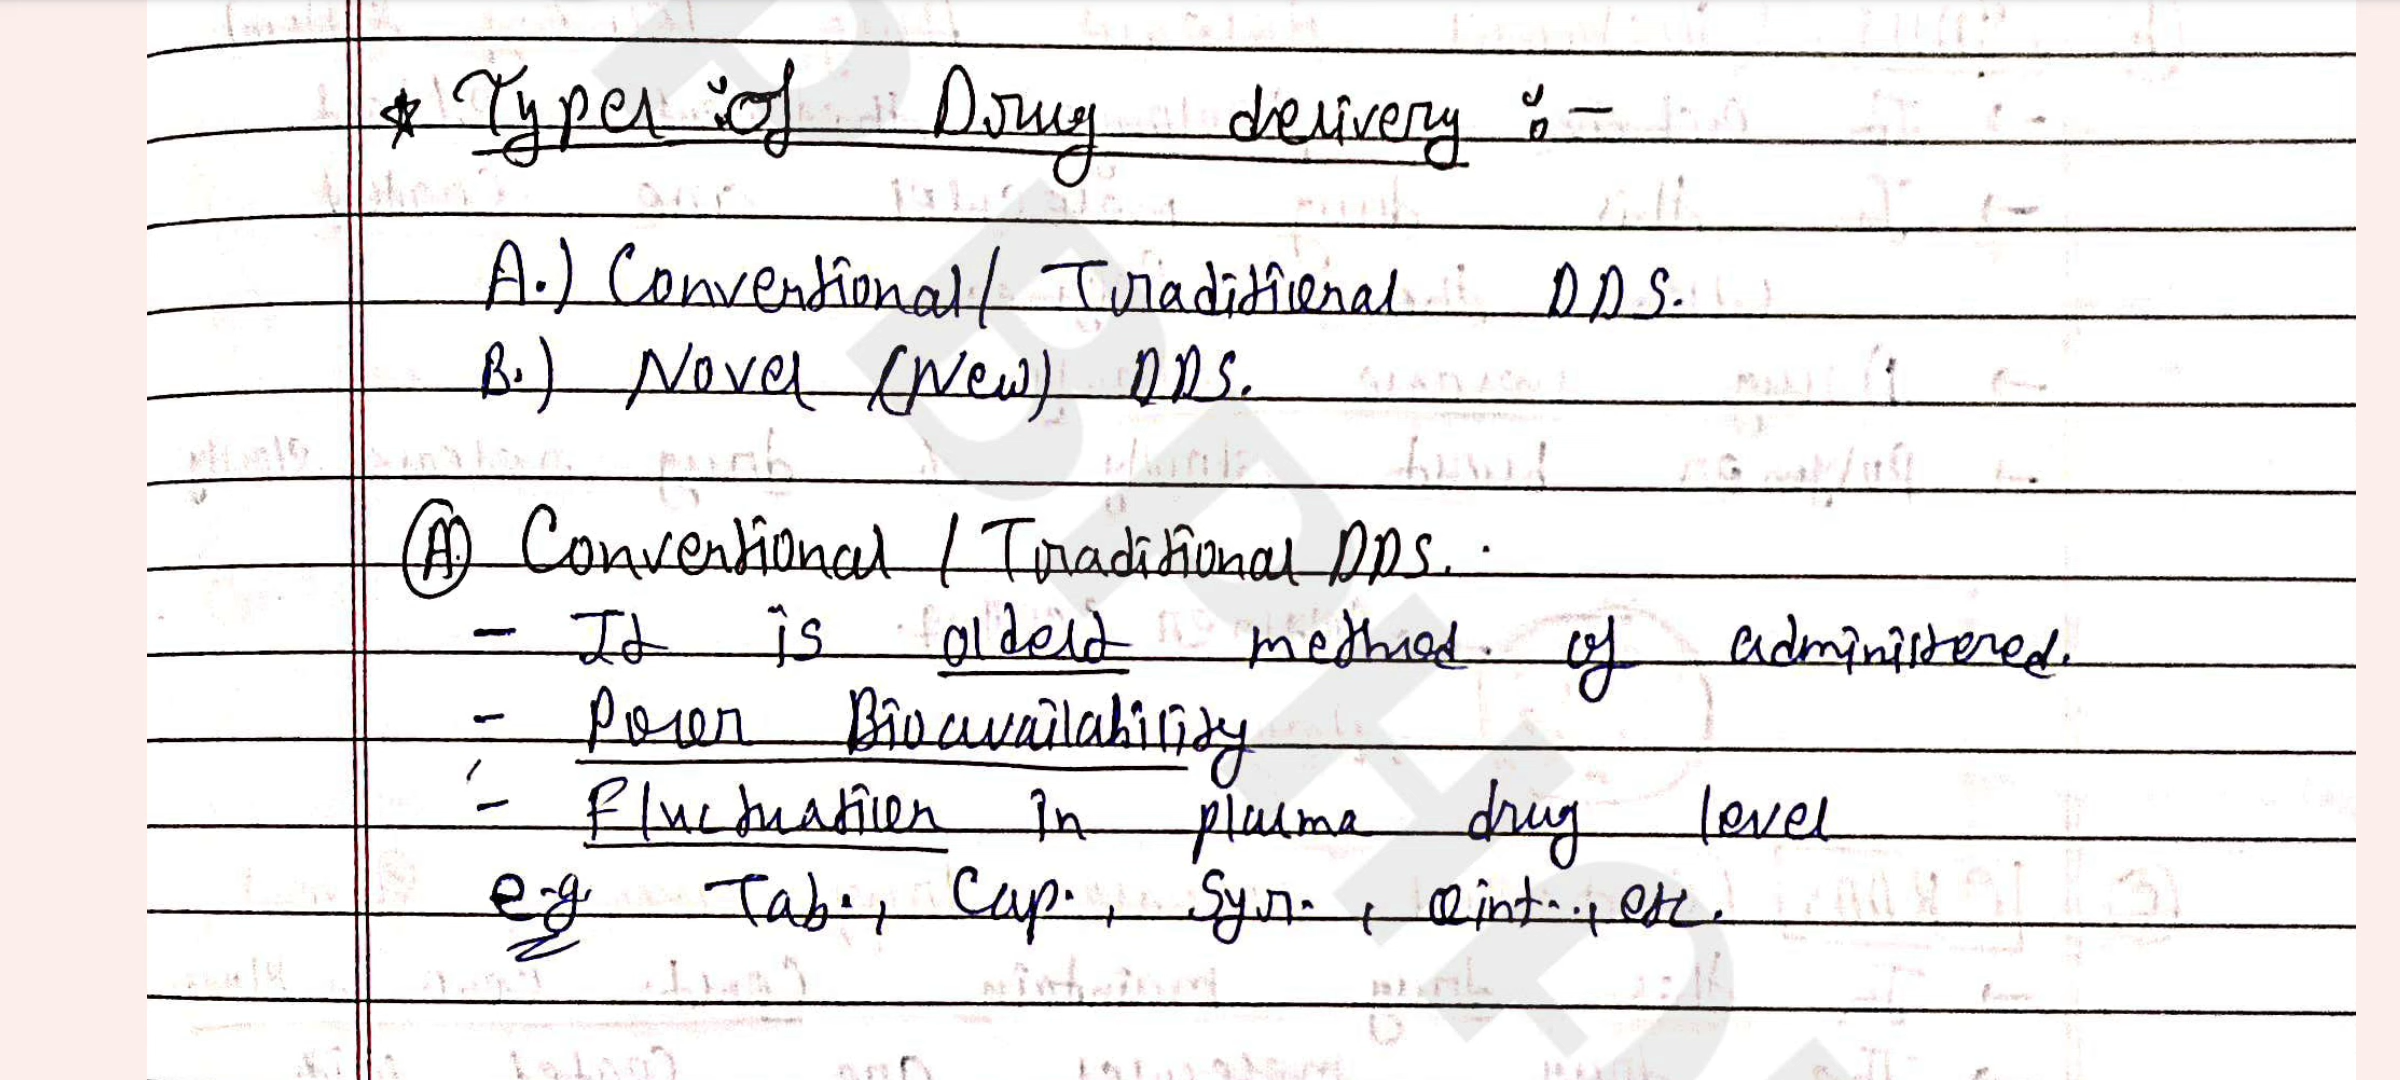 * Types of Drug delivery :-
A.) Conventional/ Traditional DDS.
B.) Novel (New) DDS.
(A.) Conventional / Traditional DDS.
- It is oldest method of administered.
- Poor Bioavailability
- Fluctuation in plasma drug level
e.g. Tab., Cap., Syr., Oint., etc.